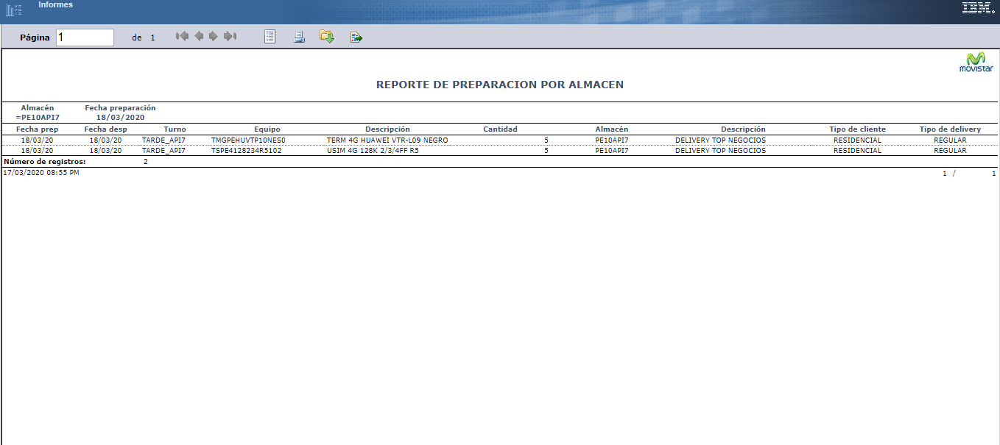 Informes
IBM.
Página 1 de 1
movistar
REPORTE DE PREPARACION POR ALMACEN
Almacén Fecha preparación
=PE10API7 18/03/2020
Fecha prep Fecha desp Turno Equipo Descripción Cantidad Almacén Descripción Tipo de cliente Tipo de delivery
18/03/20 18/03/20 TARDE_API7 TMGPEHUVTP10NES0 TERM 4G HUAWEI VTR-L09 NEGRO 5 PE10API7 DELIVERY TOP NEGOCIOS RESIDENCIAL REGULAR
18/03/20 18/03/20 TARDE_API7 TSPE4128234R5102 USIM 4G 128K 2/3/4FF R5 5 PE10API7 DELIVERY TOP NEGOCIOS RESIDENCIAL REGULAR
Número de registros: 2
17/03/2020 08:55 PM 1 / 1